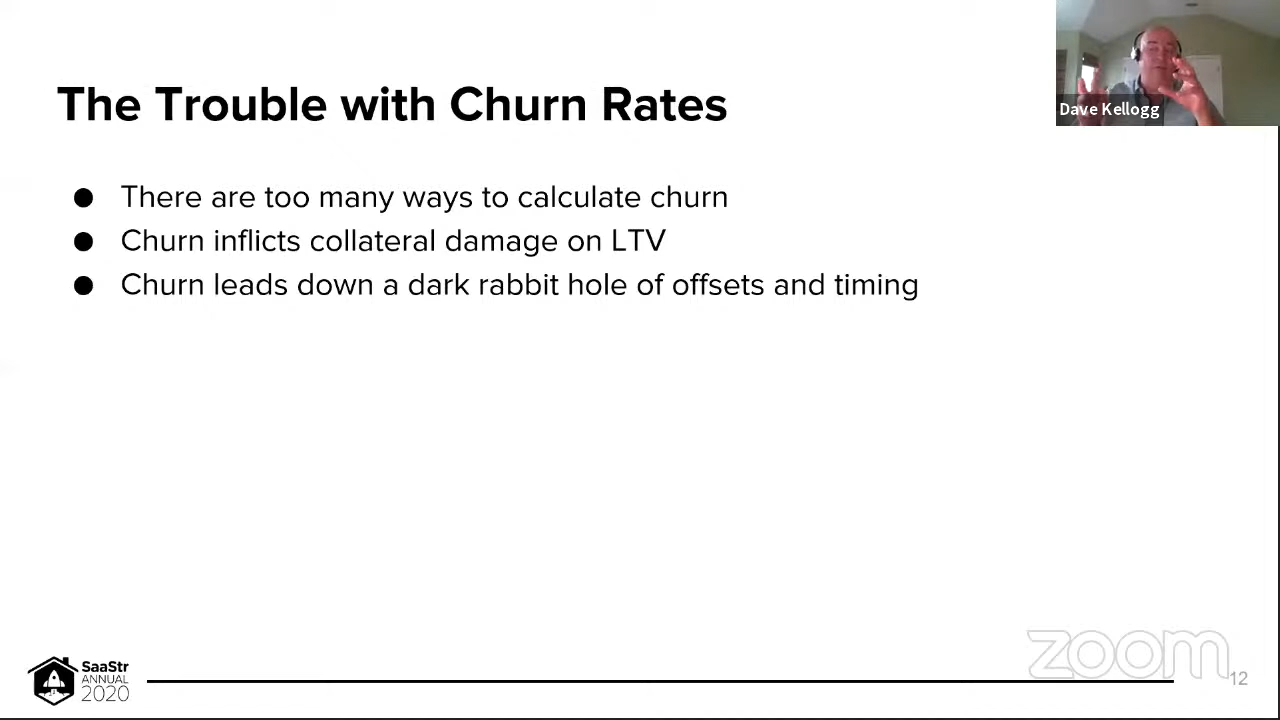 The Trouble with Churn Rates
Dave Kellogg
● There are too many ways to calculate churn
● Churn inflicts collateral damage on LTV
● Churn leads down a dark rabbit hole of offsets and timing
SaaStr
ANNUAL
2020
zoom
12